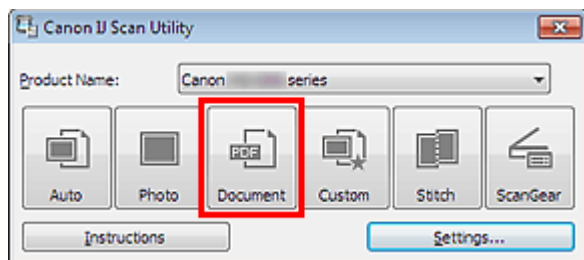 Canon IJ Scan Utility
Product Name: Canon series
PDF
Auto Photo Document Custom Stitch ScanGear
Instructions Settings...